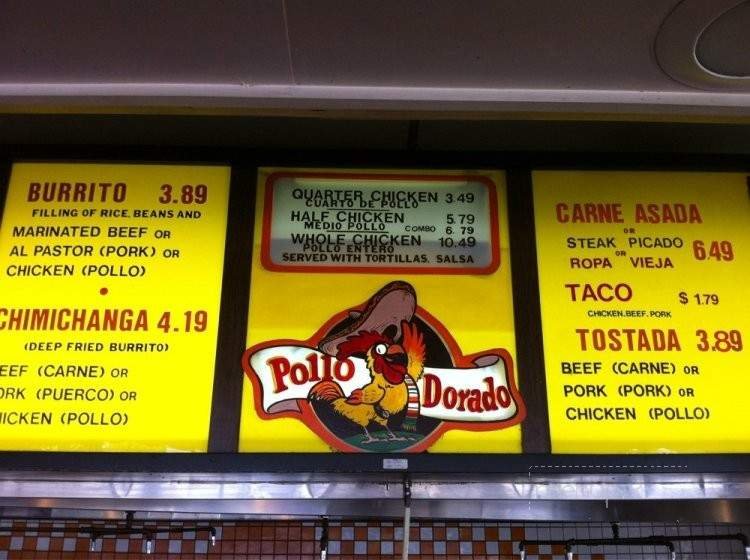 BURRITO 3.89
FILLING OF RICE, BEANS AND
MARINATED BEEF OR
AL PASTOR (PORK) OR
CHICKEN (POLLO)
CHIMICHANGA 4.19
(DEEP FRIED BURRITO)
EEF (CARNE) OR
ORK (PUERCO) OR
ICKEN (POLLO)
QUARTER CHICKEN 3.49
CUARTO DE POLLO
HALF CHICKEN 5.79
MEDIO POLLO COMBO 6.79
WHOLE CHICKEN 10.49
POLLO ENTERO
SERVED WITH TORTILLAS, SALSA
Pollo Dorado
CARNE ASADA
OR
STEAK PICADO 6.49
OR
ROPA VIEJA
TACO $1.79
CHICKEN, BEEF, PORK
TOSTADA 3.89
BEEF (CARNE) OR
PORK (PORK) OR
CHICKEN (POLLO)